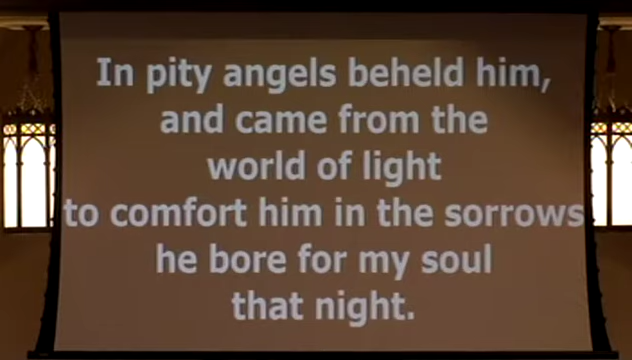 In pity angels beheld him,
and came from the
world of light
to comfort him in the sorrows
he bore for my soul
that night.